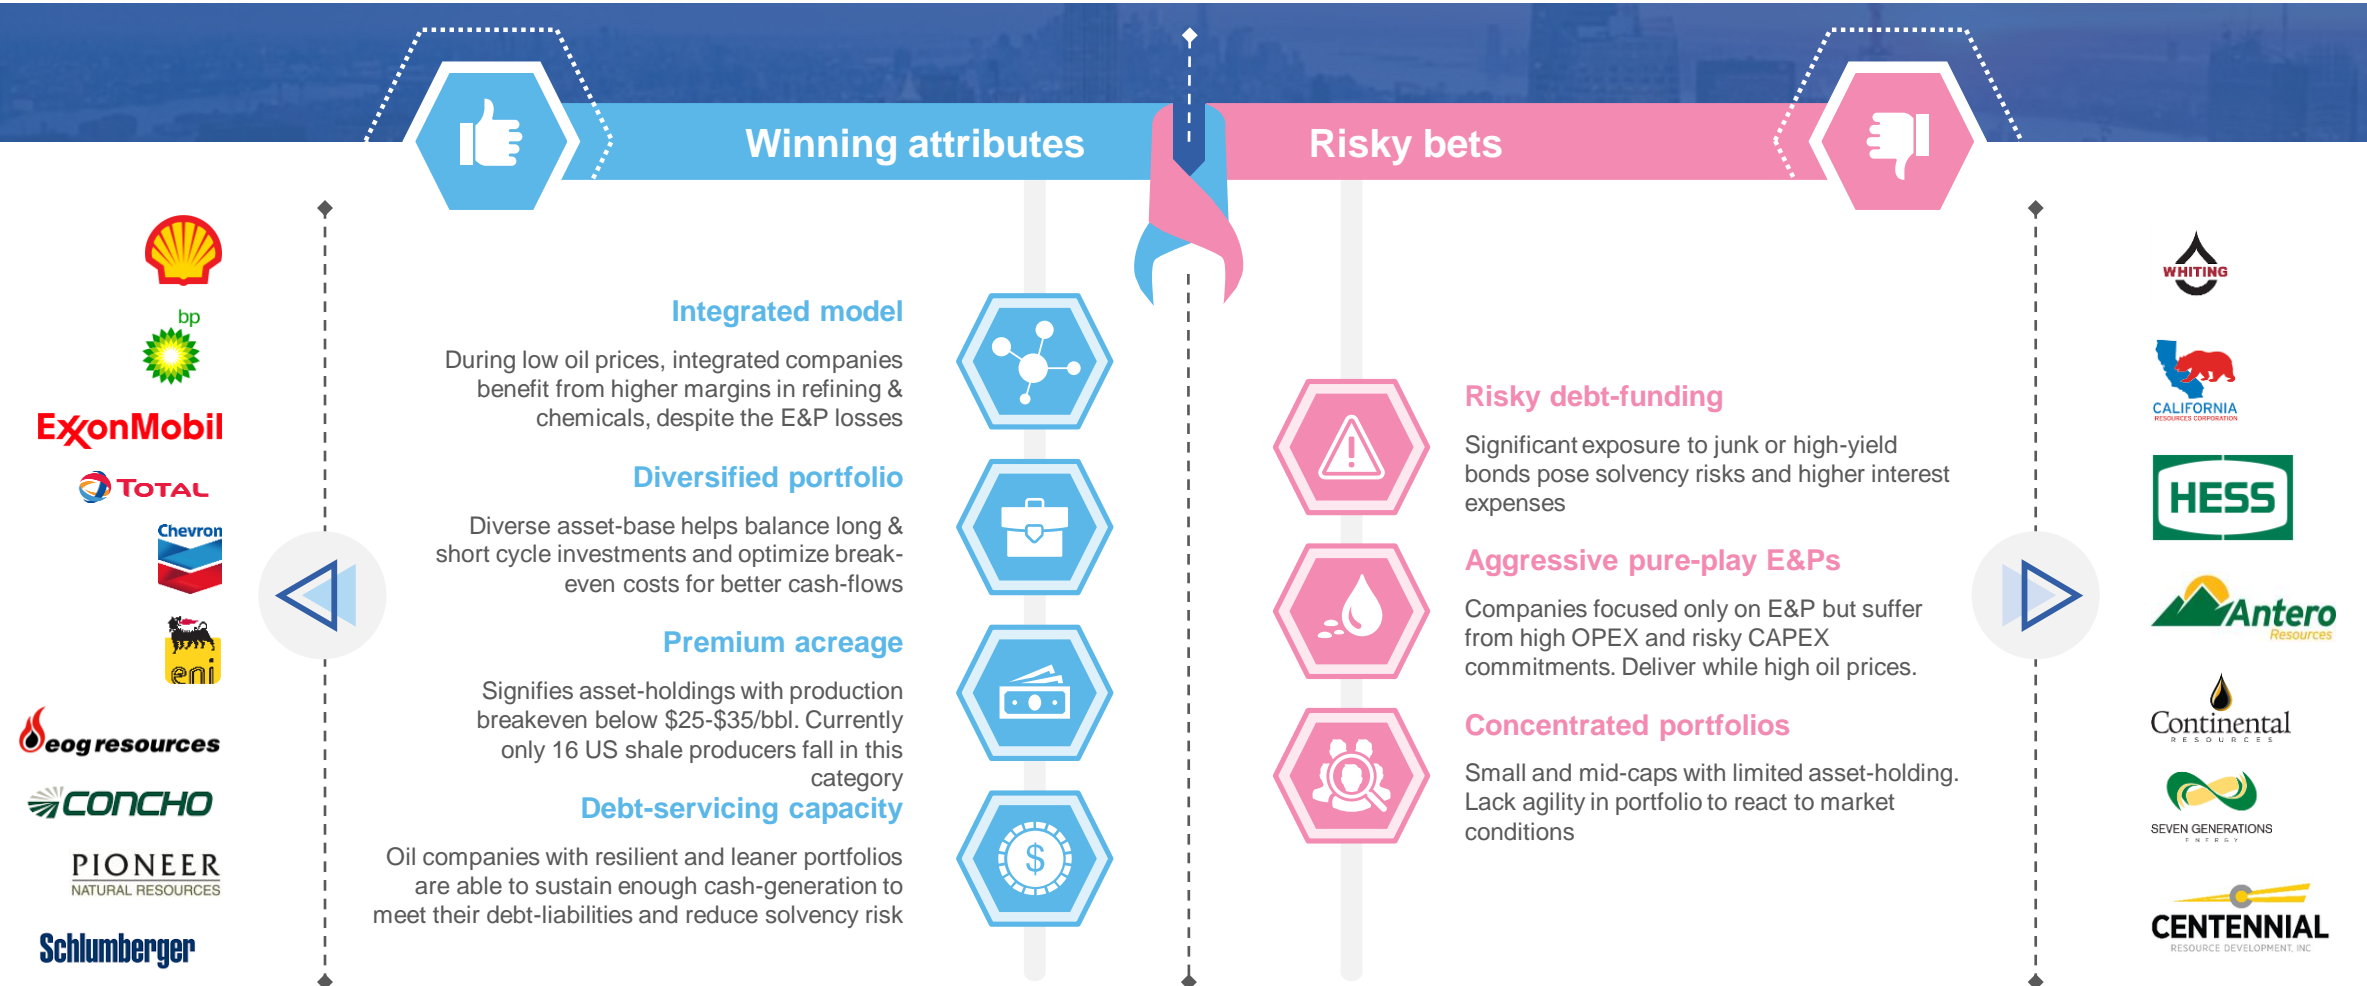 Winning attributes
Risky bets
bp
ExxonMobil
TOTAL
Chevron
eni
eog resources
CONCHO
PIONEER
NATURAL RESOURCES
Schlumberger
Integrated model
During low oil prices, integrated companies
benefit from higher margins in refining &
chemicals, despite the E&P losses
Diversified portfolio
Diverse asset-base helps balance long &
short cycle investments and optimize break-
even costs for better cash-flows
Premium acreage
Signifies asset-holdings with production
breakeven below $25-$35/bbl. Currently
only 16 US shale producers fall in this
category
Debt-servicing capacity
Oil companies with resilient and leaner portfolios
are able to sustain enough cash-generation to
meet their debt-liabilities and reduce solvency risk
$
Risky debt-funding
Significant exposure to junk or high-yield
bonds pose solvency risks and higher interest
expenses
Aggressive pure-play E&Ps
Companies focused only on E&P but suffer
from high OPEX and risky CAPEX
commitments. Deliver while high oil prices.
Concentrated portfolios
Small and mid-caps with limited asset-holding.
Lack agility in portfolio to react to market
conditions
WHITING
CALIFORNIA
RESOURCES CORPORATION
HESS
Antero
Resources
Continental
RESOURCES
SEVEN GENERATIONS
ENERGY
CENTENNIAL
RESOURCE DEVELOPMENT, INC